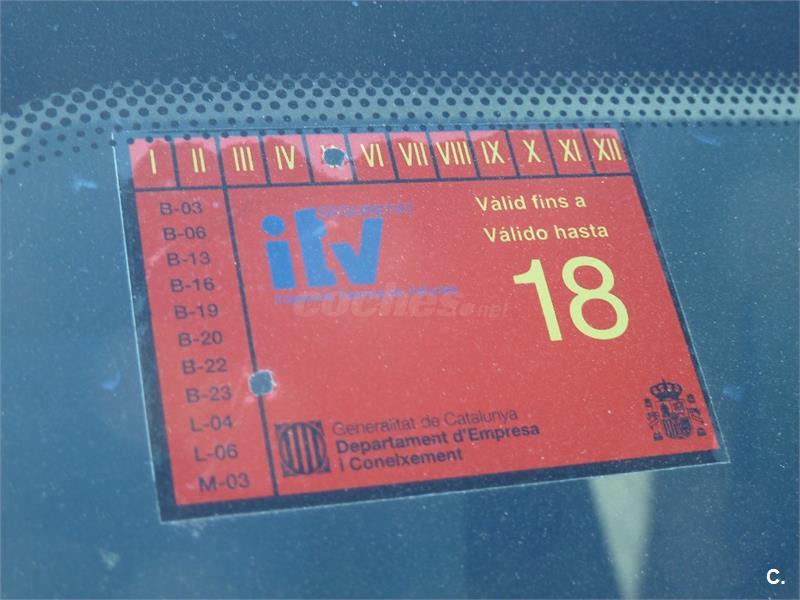 I II III IV VI VII VIII IX X XI XII
B-03
B-06
B-13
B-16
B-19
B-20
B-22
B-23
L-04
L-06
M-03
SEGURETAT
itv
Vàlid fins a
Válido hasta
18
coches.net
Generalitat de Catalunya
Departament d'Empresa
i Coneixement
C.